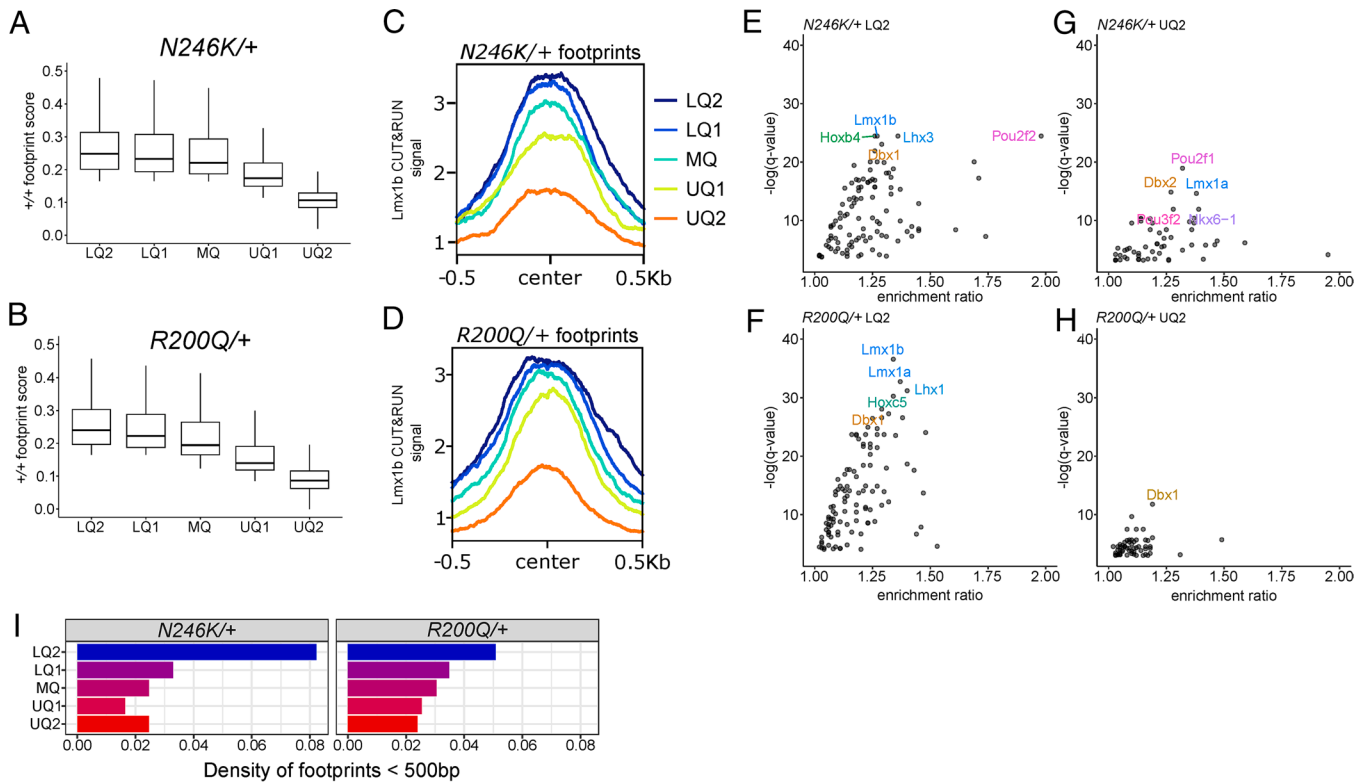 A
N246K/+
+/+ footprint score
0.5
0.4
0.3
0.2
0.1
0.0
LQ2 LQ1 MQ UQ1 UQ2
B
R200Q/+
+/+ footprint score
0.5
0.4
0.3
0.2
0.1
0.0
LQ2 LQ1 MQ UQ1 UQ2
C
N246K/+ footprints
Lmx1b CUT&RUN
signal
3
2
1
-0.5 center 0.5Kb
LQ2
LQ1
MQ
UQ1
UQ2
D
R200Q/+ footprints
Lmx1b CUT&RUN
signal
3
2
1
-0.5 center 0.5Kb
E
N246K/+ LQ2
-log(q-value)
40
30
20
10
Lmx1b
Hoxb4
Lhx3
Pou2f2
Dbx1
1.00 1.25 1.50 1.75 2.00
enrichment ratio
G
N246K/+ UQ2
-log(q-value)
40
30
20
10
Pou2f1
Dbx2
Lmx1a
Pou3f2
Nkx6-1
1.00 1.25 1.50 1.75 2.00
enrichment ratio
F
R200Q/+ LQ2
-log(q-value)
40
30
20
10
Lmx1b
Lmx1a
Lhx1
Hoxc5
Dbx1
1.00 1.25 1.50 1.75 2.00
enrichment ratio
H
R200Q/+ UQ2
-log(q-value)
40
30
20
10
Dbx1
1.00 1.25 1.50 1.75 2.00
enrichment ratio
I
N246K/+
R200Q/+
LQ2
LQ1
MQ
UQ1
UQ2
0.00 0.02 0.04 0.06 0.08
0.00 0.02 0.04 0.06 0.08
Density of footprints < 500bp